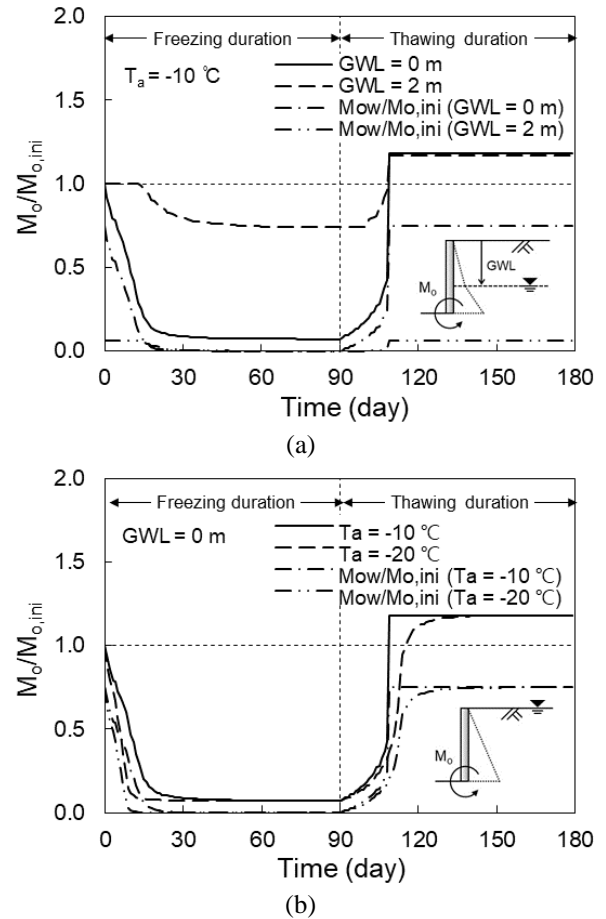 2.0
Freezing duration
Thawing duration
Tₐ = -10 ℃
GWL = 0 m
GWL = 2 m
Mow/Mo,ini (GWL = 0 m)
Mow/Mo,ini (GWL = 2 m)
1.5
1.0
0.5
0.0
Mₒ/Mₒ,ini
GWL
Mₒ
0 30 60 90 120 150 180
Time (day)
(a)
2.0
Freezing duration
Thawing duration
GWL = 0 m
Ta = -10 ℃
Ta = -20 ℃
Mow/Mo,ini (Ta = -10 ℃)
Mow/Mo,ini (Ta = -20 ℃)
1.5
1.0
0.5
0.0
Mₒ/Mₒ,ini
Mₒ
0 30 60 90 120 150 180
Time (day)
(b)